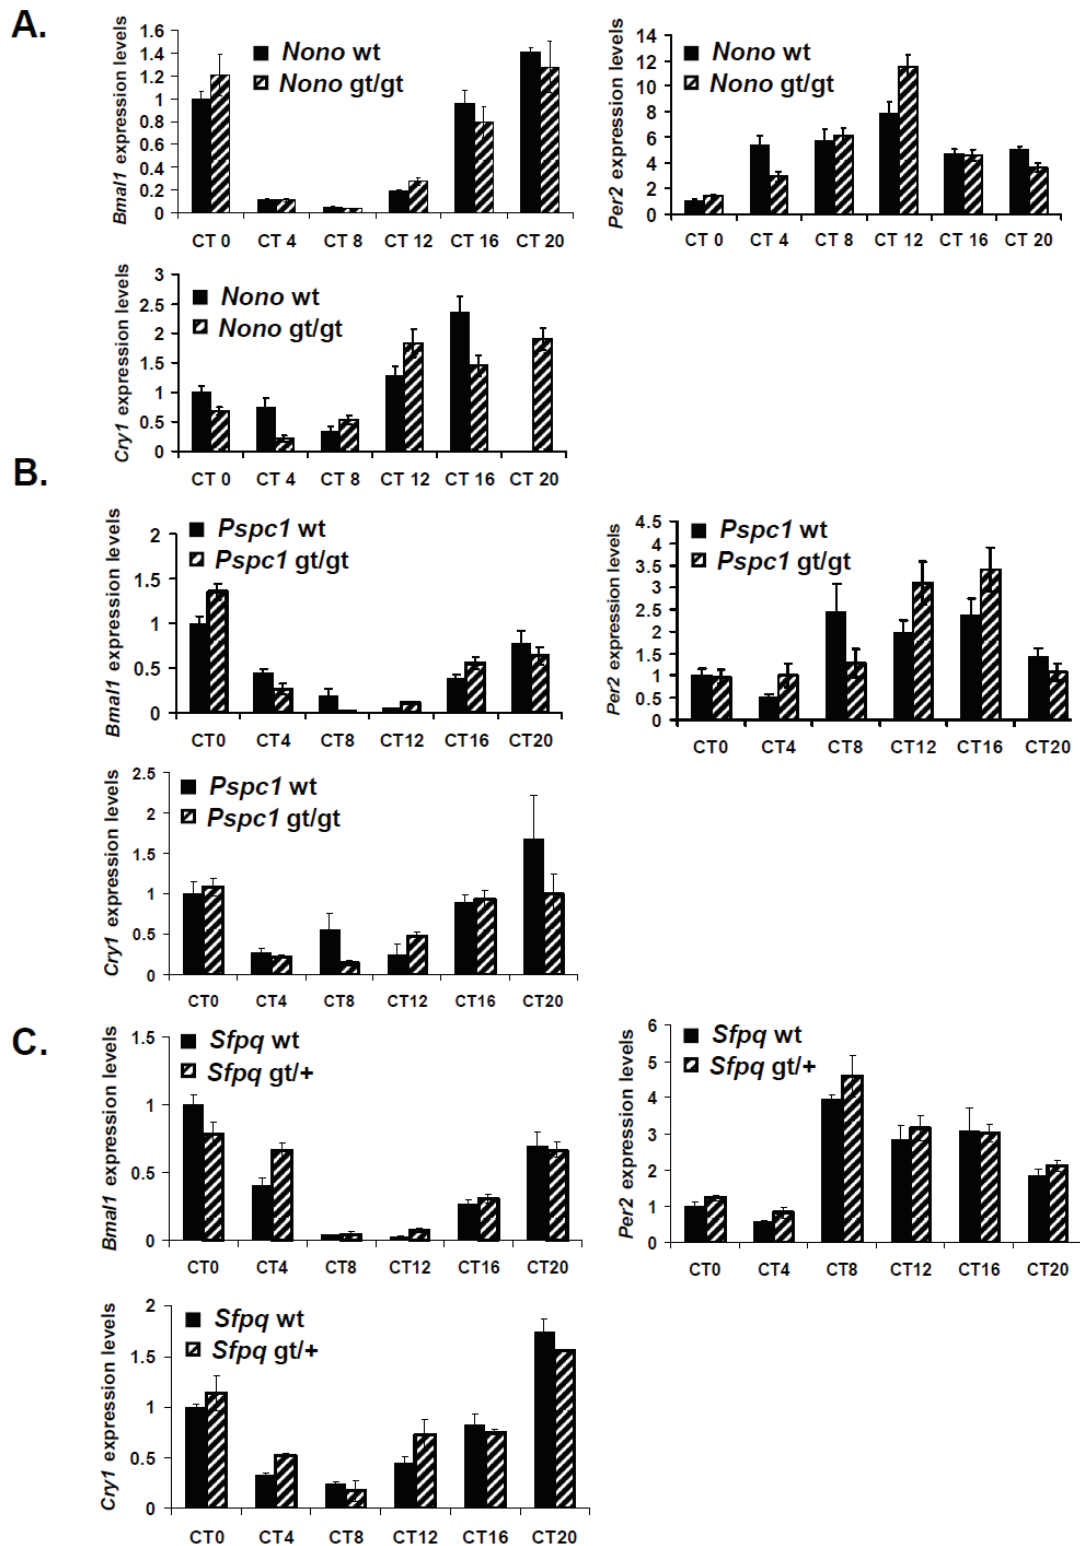 A.
Bmal1 expression levels
1.6
1.4
1.2
1
0.8
0.6
0.4
0.2
0
Nono wt
Nono gt/gt
CT 0 CT 4 CT 8 CT 12 CT 16 CT 20
Per2 expression levels
14
12
10
8
6
4
2
0
Nono wt
Nono gt/gt
CT 0 CT 4 CT 8 CT 12 CT 16 CT 20
Cry1 expression levels
3
2.5
2
1.5
1
0.5
0
Nono wt
Nono gt/gt
CT 0 CT 4 CT 8 CT 12 CT 16 CT 20
B.
Bmal1 expression levels
2
1.5
1
0.5
0
Pspc1 wt
Pspc1 gt/gt
CT0 CT4 CT8 CT12 CT16 CT20
Per2 expression levels
4.5
4
3.5
3
2.5
2
1.5
1
0.5
0
Pspc1 wt
Pspc1 gt/gt
CT0 CT4 CT8 CT12 CT16 CT20
Cry1 expression levels
2.5
2
1.5
1
0.5
0
Pspc1 wt
Pspc1 gt/gt
CT0 CT4 CT8 CT12 CT16 CT20
C.
Bmal1 expression levels
1.5
1
0.5
0
Sfpq wt
Sfpq gt/+
CT0 CT4 CT8 CT12 CT16 CT20
Per2 expression levels
6
5
4
3
2
1
0
Sfpq wt
Sfpq gt/+
CT0 CT4 CT8 CT12 CT16 CT20
Cry1 expression levels
2
1.5
1
0.5
0
Sfpq wt
Sfpq gt/+
CT0 CT4 CT8 CT12 CT16 CT20